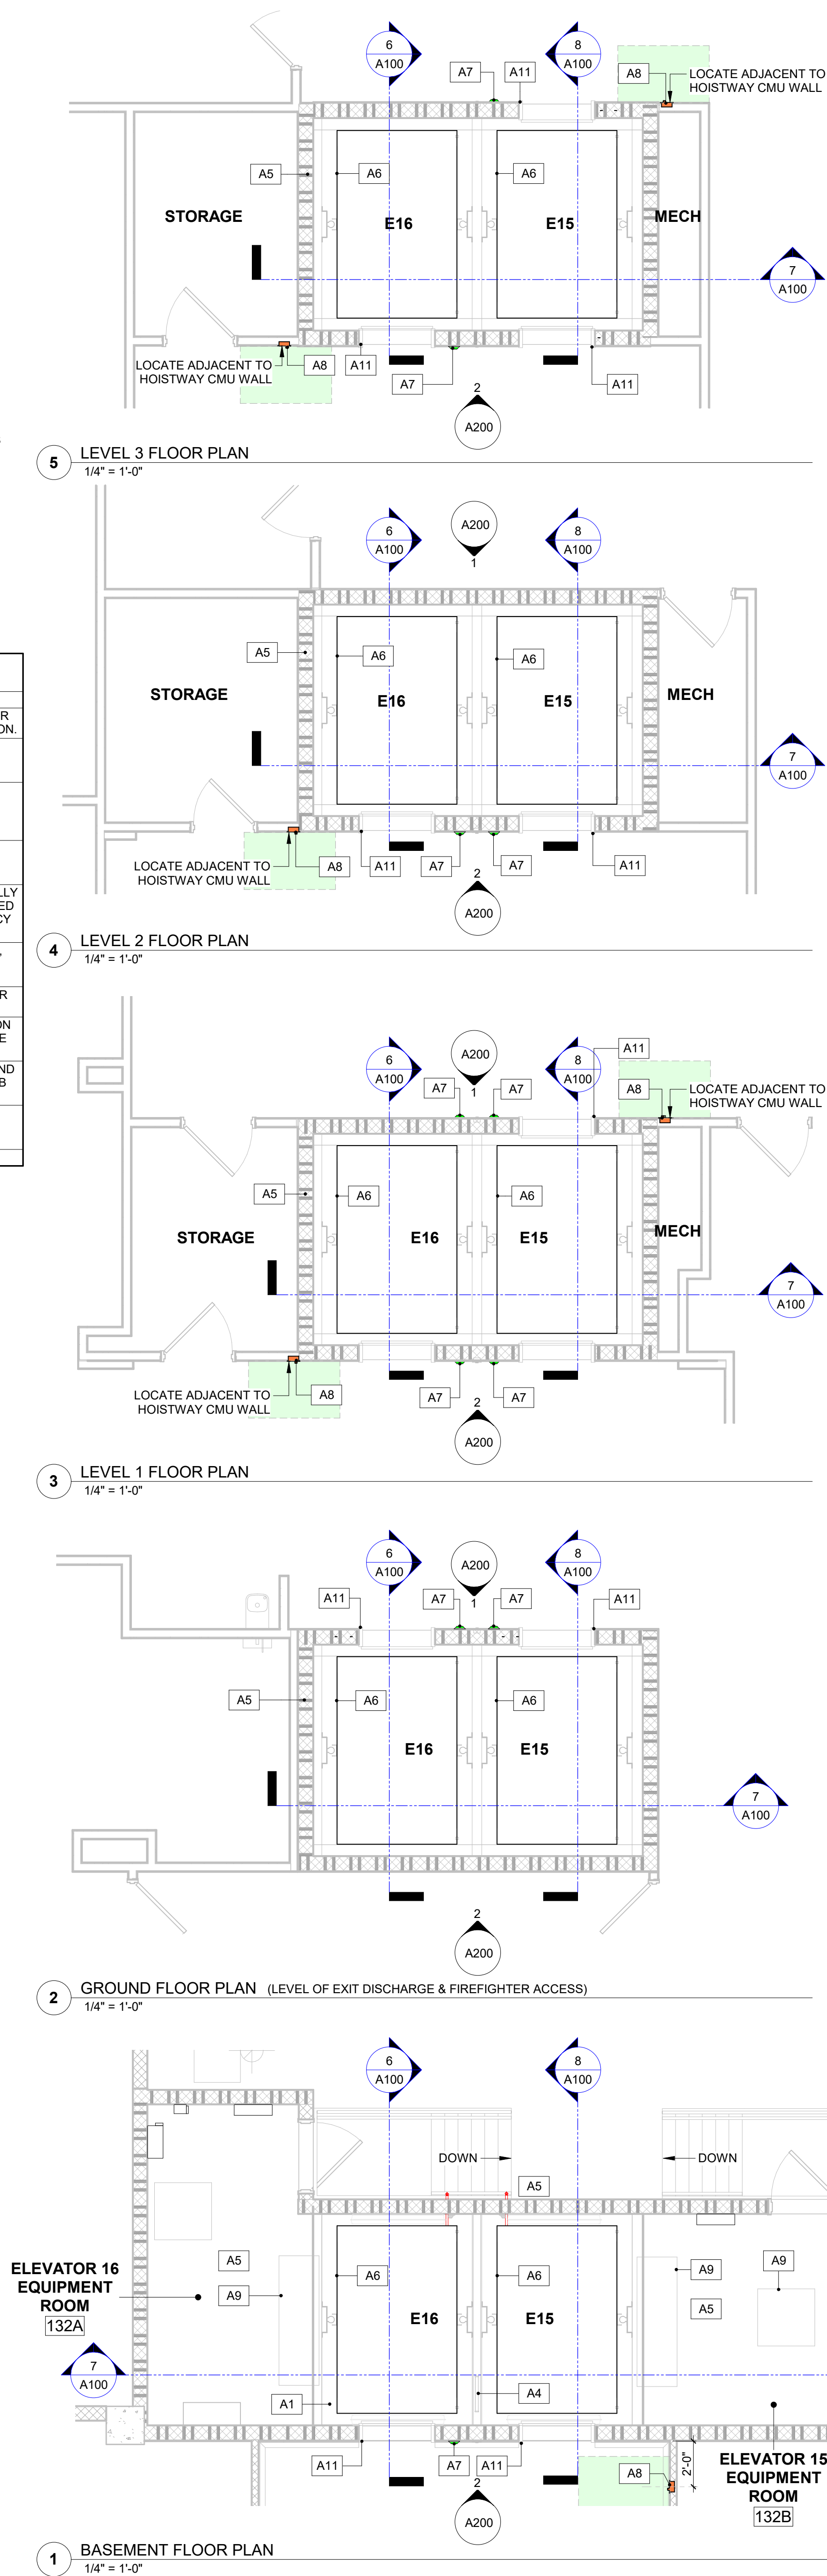 6
A100
8
A100
A7
A11
A8
LOCATE ADJACENT TO
HOISTWAY CMU WALL
A5
A6
A6
STORAGE
E16
E15
MECH
7
A100
LOCATE ADJACENT TO
HOISTWAY CMU WALL
A8
A11
A7
A11
2
A200
5
LEVEL 3 FLOOR PLAN
1/4" = 1'-0"
6
A100
A200
1
8
A100
A5
A6
A6
STORAGE
E16
E15
MECH
7
A100
LOCATE ADJACENT TO
HOISTWAY CMU WALL
A8
A11
A7
A7
A11
2
A200
4
LEVEL 2 FLOOR PLAN
1/4" = 1'-0"
R
ON.
LLY
ED
CY
R
ON
E
ND
B
6
A100
A200
1
8
A100
A11
A7
A7
A8
LOCATE ADJACENT TO
HOISTWAY CMU WALL
A5
A6
A6
STORAGE
E16
E15
MECH
7
A100
LOCATE ADJACENT TO
HOISTWAY CMU WALL
A8
A7
A7
2
A200
3
LEVEL 1 FLOOR PLAN
1/4" = 1'-0"
6
A100
A200
1
8
A100
A11
A7
A7
A11
A5
A6
A6
E16
E15
7
A100
2
A200
2
GROUND FLOOR PLAN (LEVEL OF EXIT DISCHARGE & FIREFIGHTER ACCESS)
1/4" = 1'-0"
6
A100
8
A100
DOWN
DOWN
A5
ELEVATOR 16
EQUIPMENT
ROOM
132A
A5
A9
A6
A6
A9
A9
A5
E16
E15
7
A100
A1
A4
A11
A7
A11
A8
2'-0"
ELEVATOR 15
EQUIPMENT
ROOM
132B
2
A200
1
BASEMENT FLOOR PLAN
1/4" = 1'-0"